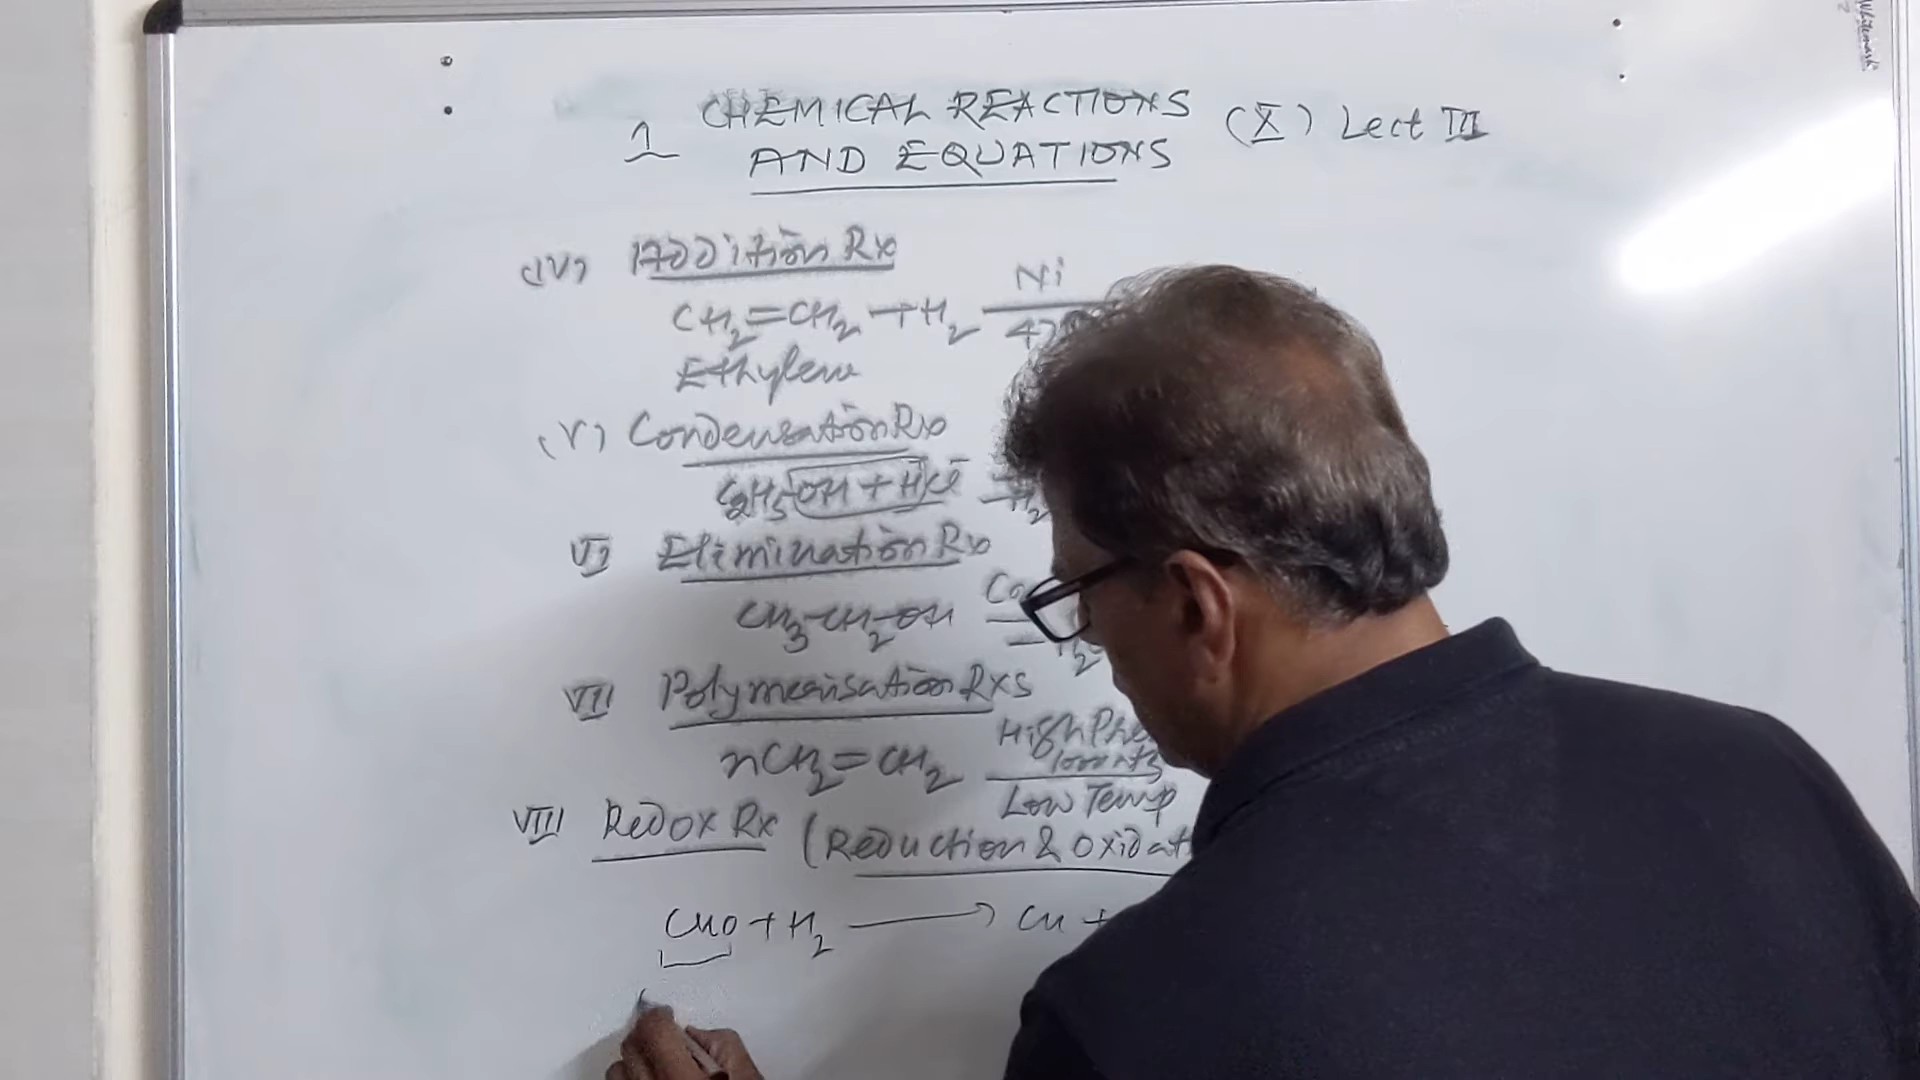 1 CHEMICAL REACTIONS
AND EQUATIONS (X) Lect III
(IV) Addition Rx
CH2=CH2 + H2 Ni
Ethylene
(V) Condensation Rx
C2H5OH + HCl
-H2
VI Elimination Rx
CH3-CH2-OH
VII Polymerisation Rxs
nCH2=CH2 High
Low Temp
VIII Redox Rx (Reduction & Oxidat
CuO + H2 → Cu +